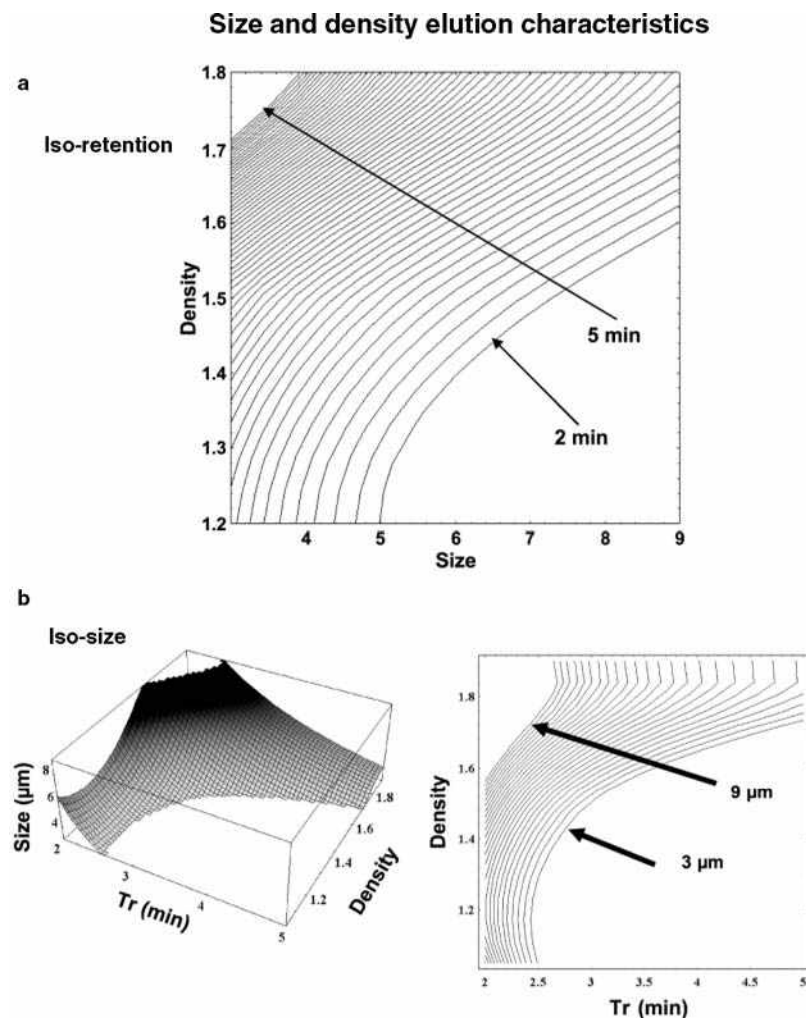 Size and density elution characteristics
a
Iso-retention
1.8
1.7
1.6
1.5
1.4
1.3
1.2
Density
5 min
2 min
4 5 6 7 8 9
Size
b
Iso-size
8
6
4
Size (µm)
2
3
4
5
Tr (min)
1.8
1.6
1.4
1.2
Density
1.8
1.6
1.4
1.2
Density
9 µm
3 µm
2 2.5 3 3.5 4 4.5 5
Tr (min)